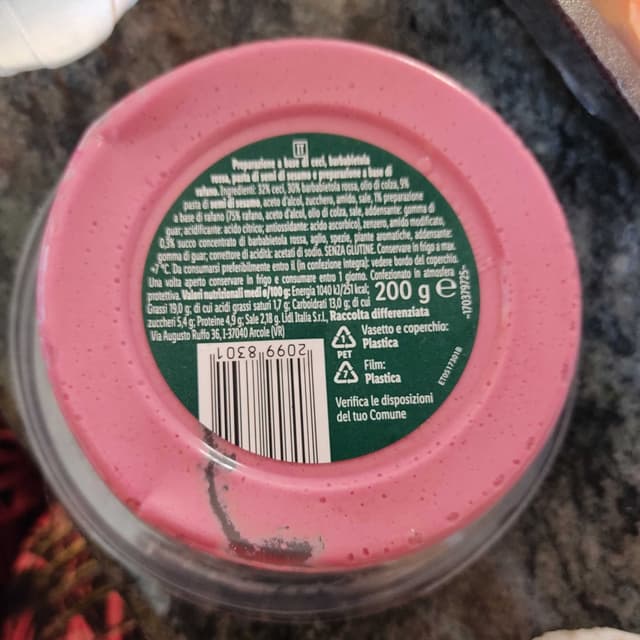 IT
Preparazione a base di ceci, barbabietola
rossa, pasta di semi di sesamo e preparazione a base di
rafano. Ingredienti: 32% ceci, 30% barbabietola rossa, olio di colza, 9%
pasta di semi di sesamo, aceto d'alcol, zucchero, amido, sale, 1% preparazione
a base di rafano (75% rafano, aceto d'alcol, olio di colza, sale, addensante: gomma di
guar; acidificante: acido citrico; antiossidante: acido ascorbico), zenzero, amido modificato,
0,3% succo concentrato di barbabietola rossa, aglio, spezie, piante aromatiche, addensante:
gomma di guar; correttore di acidità: acetati di sodio. SENZA GLUTINE. Conservare in frigo a max.
+7 °C. Da consumarsi preferibilmente entro il (in confezione integra): vedere bordo del coperchio.
Una volta aperto conservare in frigo e consumare entro 1 giorno. Confezionato in atmosfera
protettiva. Valori nutrizionali medi ø/100 g: Energia 1040 kJ/251 kcal;
Grassi 19,0 g; di cui acidi grassi saturi 1,7 g; Carboidrati 13,0 g; di cui
zuccheri 5,4 g; Proteine 4,9 g; Sale 2,18 g. Lidl Italia S.r.l.,
Via Augusto Ruffo 36, I-37040 Arcole (VR)
200 g e
-170379/25-
Raccolta differenziata
1
PET
Vasetto e coperchio:
Plastica
7
Film:
Plastica
Verifica le disposizioni
del tuo Comune
2099 8301